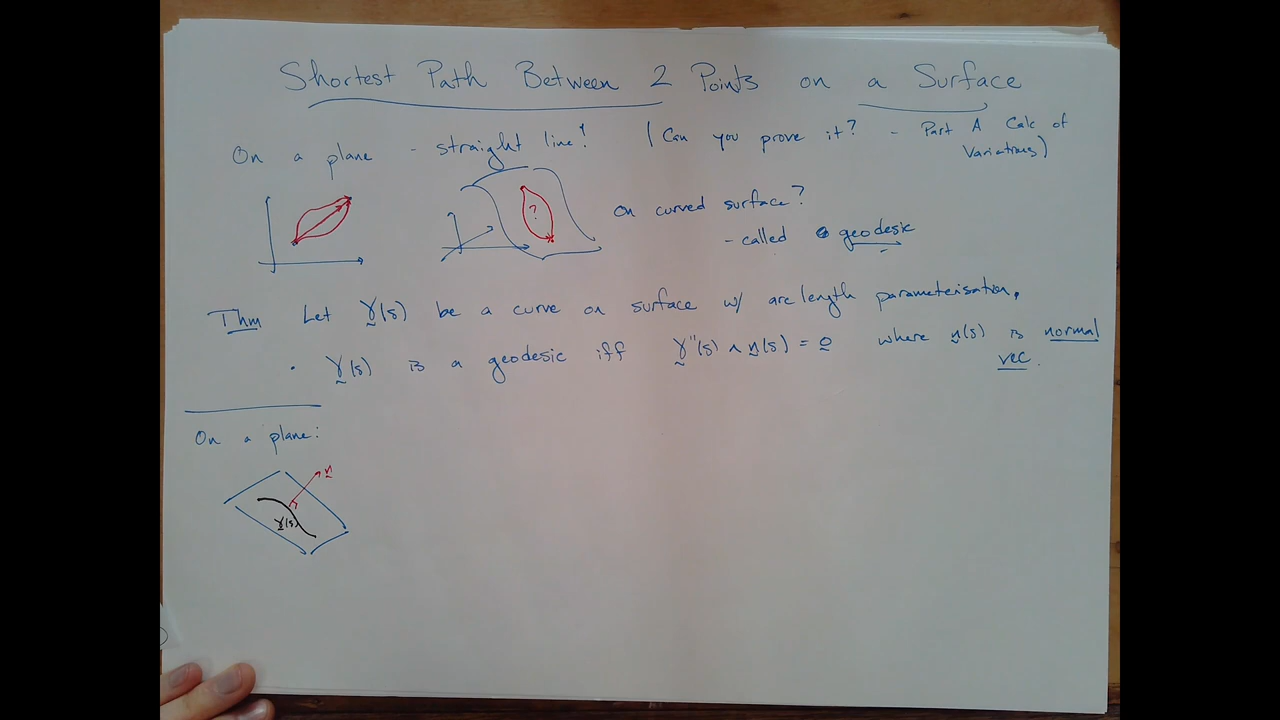 Shortest Path Between 2 Points on a Surface
On a plane - straight line! (Can you prove it? - Part A Calc of
Variations)
?
On curved surface?
- called geodesic
Thm Let γ(s) be a curve on surface w/ arclength parameterisation.
• γ(s) is a geodesic iff γ''(s) ∧ n(s) = 0 where n(s) is normal
vec.
On a plane:
n
γ(s)